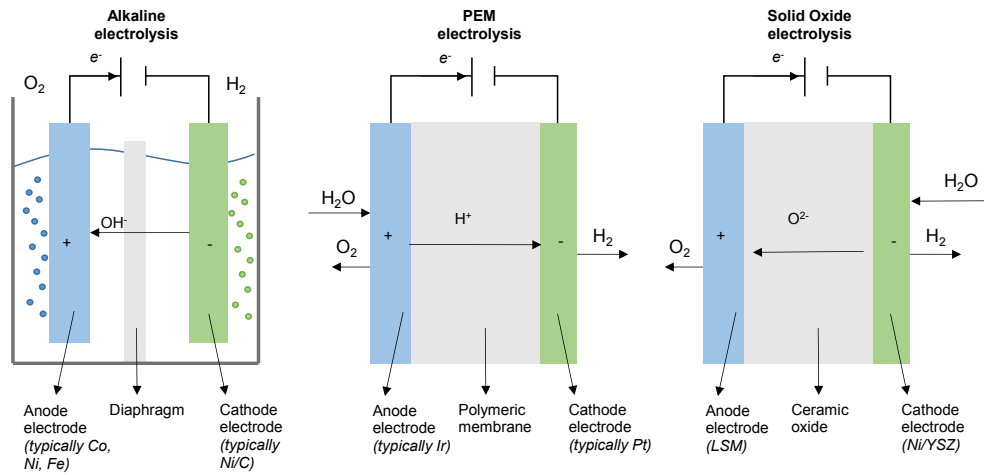 Alkaline
electrolysis
e-
O2
H2
OH-
+
-
Anode
electrode
(typically Co,
Ni, Fe)
Diaphragm
Cathode
electrode
(typically
Ni/C)
PEM
electrolysis
e-
H2O
H+
+
-
O2
H2
Anode
electrode
(typically Ir)
Polymeric
membrane
Cathode
electrode
(typically Pt)
Solid Oxide
electrolysis
e-
H2O
O2-
+
-
O2
H2
Anode
electrode
(LSM)
Ceramic
oxide
Cathode
electrode
(Ni/YSZ)